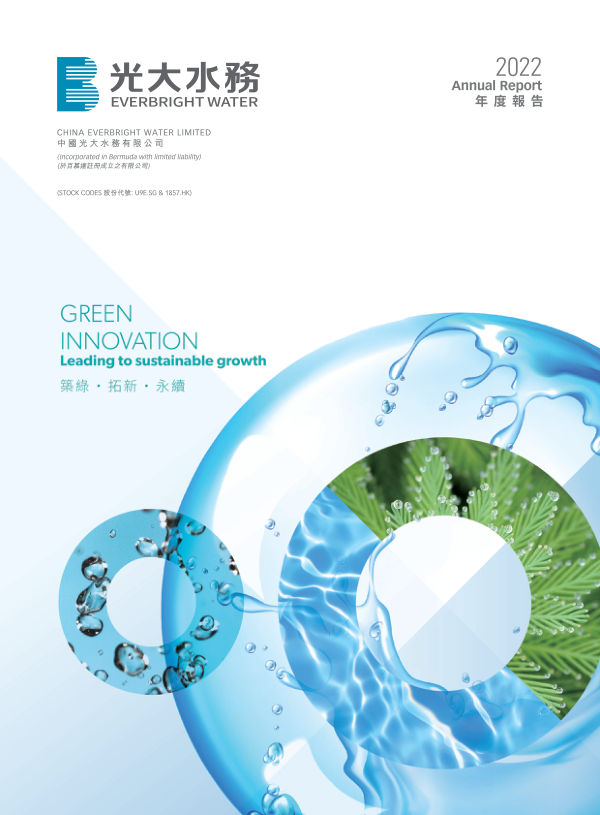 光大水務
EVERBRIGHT WATER
2022
Annual Report
年度報告
CHINA EVERBRIGHT WATER LIMITED
中國光大水務有限公司
(Incorporated in Bermuda with limited liability)
(於百慕達註冊成立之有限公司)
(STOCK CODES 股份代號: U9E.SG & 1857.HK)
GREEN
INNOVATION
Leading to sustainable growth
築綠・拓新・永續